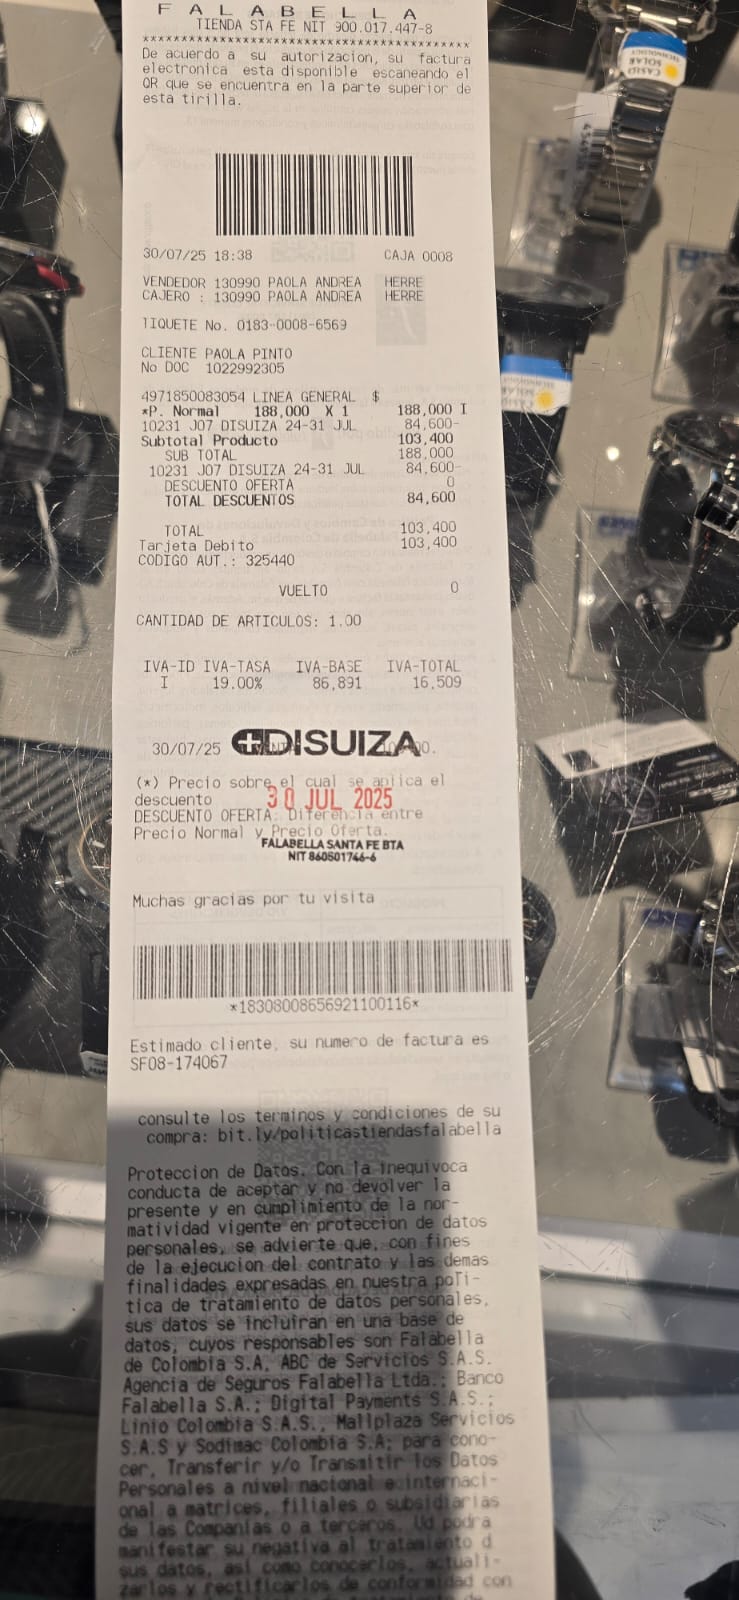 F A L A B E L L A
TIENDA STA FE NIT 900.017.447-8
**************************************************
De acuerdo a su autorizacion, su factura
electronica esta disponible escaneando el
QR que se encuentra en la parte superior de
esta tirilla.
30/07/25 18:38 CAJA 0008
VENDEDOR 130990 PAOLA ANDREA HERRE
CAJERO : 130990 PAOLA ANDREA HERRE
TIQUETE No. 0183-0008-6569
CLIENTE PAOLA PINTO
No DOC 1022992305
4971850083054 LINEA GENERAL $
*P. Normal 188,000 X 1 188,000 I
10231 J07 DISUIZA 24-31 JUL 84,600-
Subtotal Producto 103,400
SUB TOTAL 188,000
10231 J07 DISUIZA 24-31 JUL 84,600-
DESCUENTO OFERTA 0
TOTAL DESCUENTOS 84,600
TOTAL 103,400
Tarjeta Debito 103,400
CODIGO AUT.: 325440
VUELTO 0
CANTIDAD DE ARTICULOS: 1.00
IVA-ID IVA-TASA IVA-BASE IVA-TOTAL
I 19.00% 86,891 16,509
30/07/25 DISUIZA
(*) Precio sobre el cual se aplica el
descuento 30 JUL 2025
DESCUENTO OFERTA: Diferencia entre
Precio Normal y Precio Oferta.
FALABELLA SANTA FE BTA
NIT 860501746-6
Muchas gracias por tu visita
*18308008656921100116*
Estimado cliente, su numero de factura es
SF08-174067
consulte los terminos y condiciones de su
compra: bit.ly/politicastiendasfalabella
Proteccion de Datos. Con la inequivoca
conducta de aceptar y no devolver la
presente y en cumplimiento de la nor-
matividad vigente en proteccion de datos
personales, se advierte que, con fines
de la ejecucion del contrato y las demas
finalidades expresadas en nuestra poli-
tica de tratamiento de datos personales,
sus datos se incluiran en una base de
datos, cuyos responsables son Falabella
de Colombia S.A, ABC de Servicios S.A.S.
Agencia de Seguros Falabella Ltda.; Banco
Falabella S.A.; Digital Payments S.A.S.;
Linio Colombia S.A.S., Mallplaza Servicios
S.A.S y Sodimac Colombia S.A; para cono-
cer, Transferir y/o Transmitir los Datos
Personales a nivel nacional e internaci-
onal a matrices, filiales o subsidiarias
de las Companias o a terceros. Ud podra
manifestar su negativa al tratamiento d
sus datos, asi como conocerlos, actuali-
zarlos y rectificarlos de conformidad con
CASIO
SOLAR
TECHNOLOGY